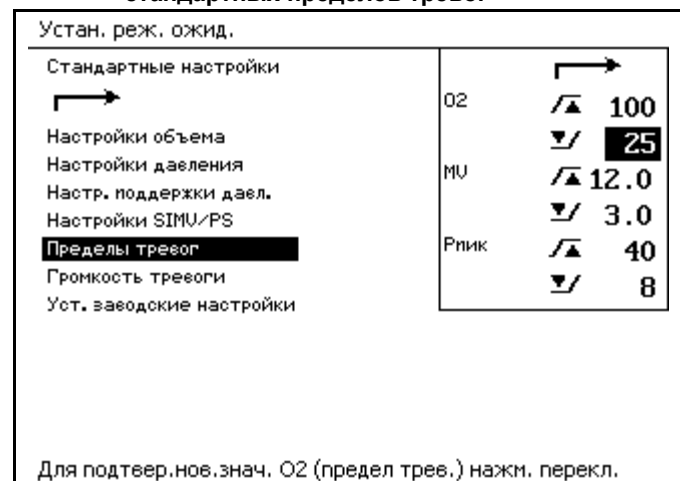 стандартных пределов тревог
Устан. реж. ожид.
Стандартные настройки
Настройки объема
Настройки давления
Настр. поддержки давл.
Настройки SIMV/PS
Пределы тревог
Громкость тревоги
Уст. заводские настройки
O2 100
25
MV 12.0
3.0
Pпик 40
8
Для подтвер.нов.знач. O2 (предел трев.) нажм. перекл.